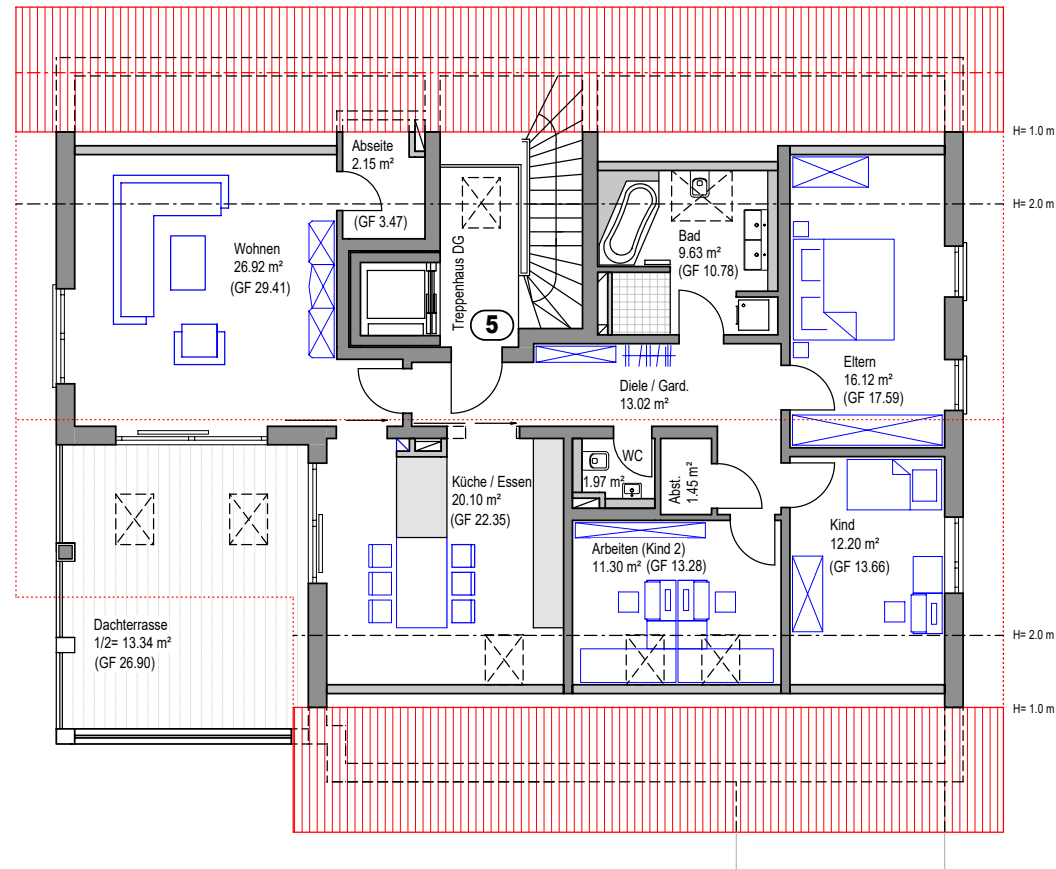 H= 1.0 m
Abseite
2.15 m²
(GF 3.47)
H= 2.0 m
Wohnen
26.92 m²
(GF 29.41)
Treppenhaus DG
5
Bad
9.63 m²
(GF 10.78)
Eltern
16.12 m²
(GF 17.59)
Diele / Gard.
13.02 m²
Küche / Essen
20.10 m²
(GF 22.35)
WC
1.97 m²
Abst.
1.45 m²
Arbeiten (Kind 2)
11.30 m² (GF 13.28)
Kind
12.20 m²
(GF 13.66)
Dachterrasse
1/2= 13.34 m²
(GF 26.90)
H= 2.0 m
H= 1.0 m